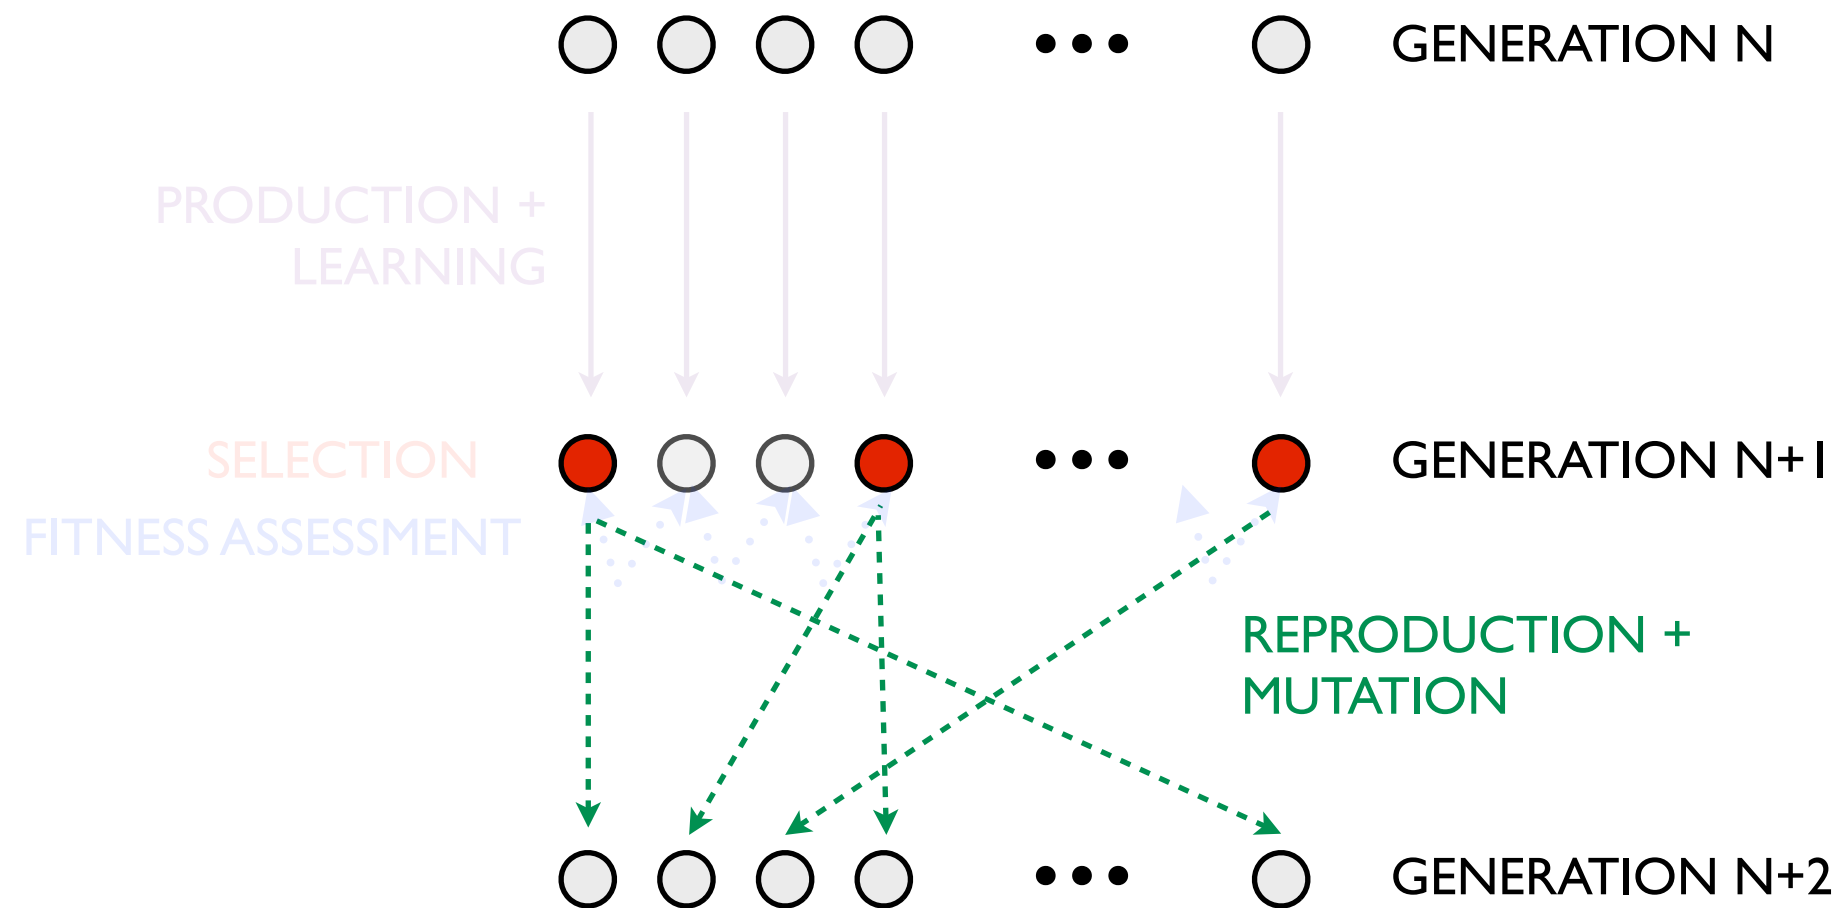 GENERATION N
PRODUCTION +
LEARNING
SELECTION
GENERATION N+1
FITNESS ASSESSMENT
REPRODUCTION +
MUTATION
GENERATION N+2